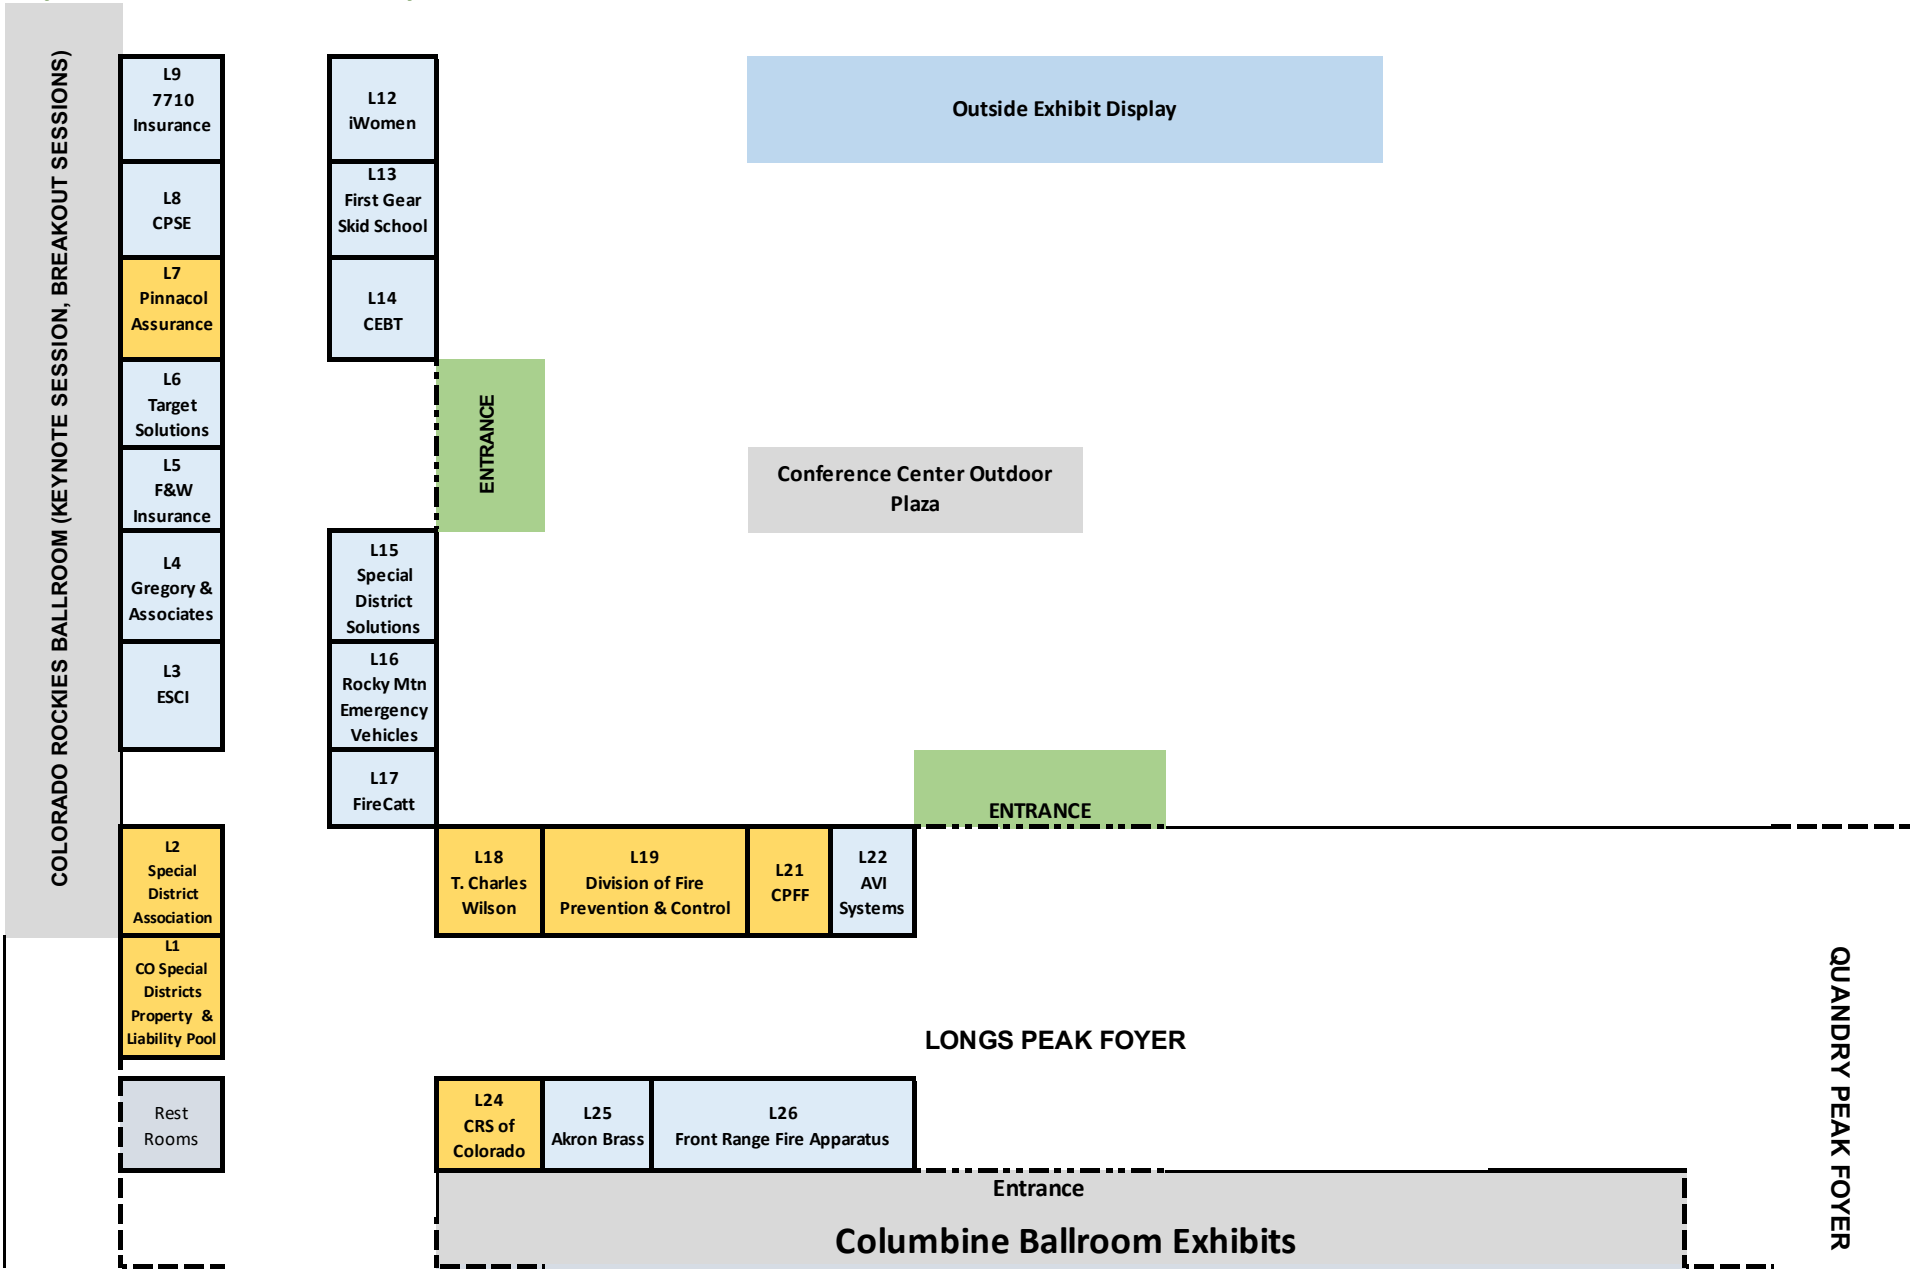 COLORADO ROCKIES BALLROOM (KEYNOTE SESSION, BREAKOUT SESSIONS)
L9
7710
Insurance
L8
CPSE
L7
Pinnacol
Assurance
L6
Target
Solutions
L5
F&W
Insurance
L4
Gregory &
Associates
L3
ESCI
L2
Special
District
Association
L1
CO Special
Districts
Property &
Liability Pool
Rest
Rooms
L12
iWomen
L13
First Gear
Skid School
L14
CEBT
ENTRANCE
L15
Special
District
Solutions
L16
Rocky Mtn
Emergency
Vehicles
L17
FireCatt
Outside Exhibit Display
Conference Center Outdoor
Plaza
ENTRANCE
L18
T. Charles
Wilson
L19
Division of Fire
Prevention & Control
L21
CPFF
L22
AVI
Systems
LONGS PEAK FOYER
QUANDRY PEAK FOYER
L24
CRS of
Colorado
L25
Akron Brass
L26
Front Range Fire Apparatus
Entrance
Columbine Ballroom Exhibits